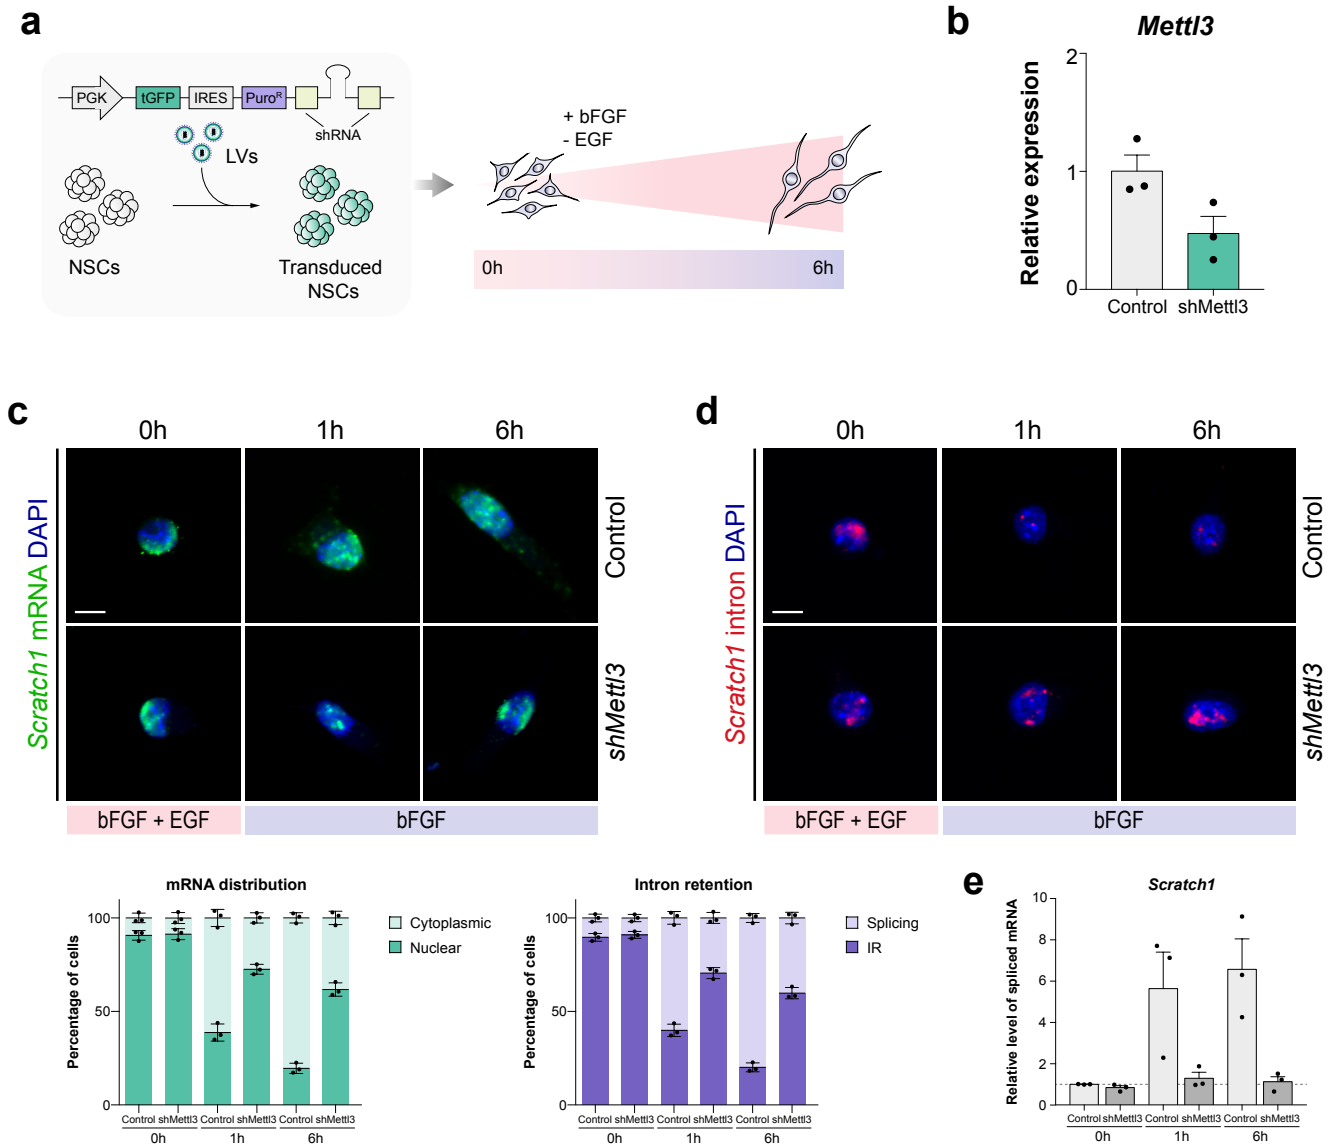 a
PGK tGFP IRES Puroᴿ
shRNA
LVs
NSCs
Transduced
NSCs
+ bFGF
- EGF
0h 6h
b
Mettl3
Relative expression
2
1
0
Control shMettl3
c
0h 1h 6h
Scratch1 mRNA DAPI
Control
shMettl3
bFGF + EGF bFGF
d
0h 1h 6h
Scratch1 intron DAPI
Control
shMettl3
bFGF + EGF bFGF
mRNA distribution
Percentage of cells
100
50
0
Cytoplasmic
Nuclear
Control shMettl3 Control shMettl3 Control shMettl3
0h 1h 6h
Intron retention
Percentage of cells
100
50
0
Splicing
IR
Control shMettl3 Control shMettl3 Control shMettl3
0h 1h 6h
e
Scratch1
Relative level of spliced mRNA
10
8
6
4
2
0
Control shMettl3 Control shMettl3 Control shMettl3
0h 1h 6h